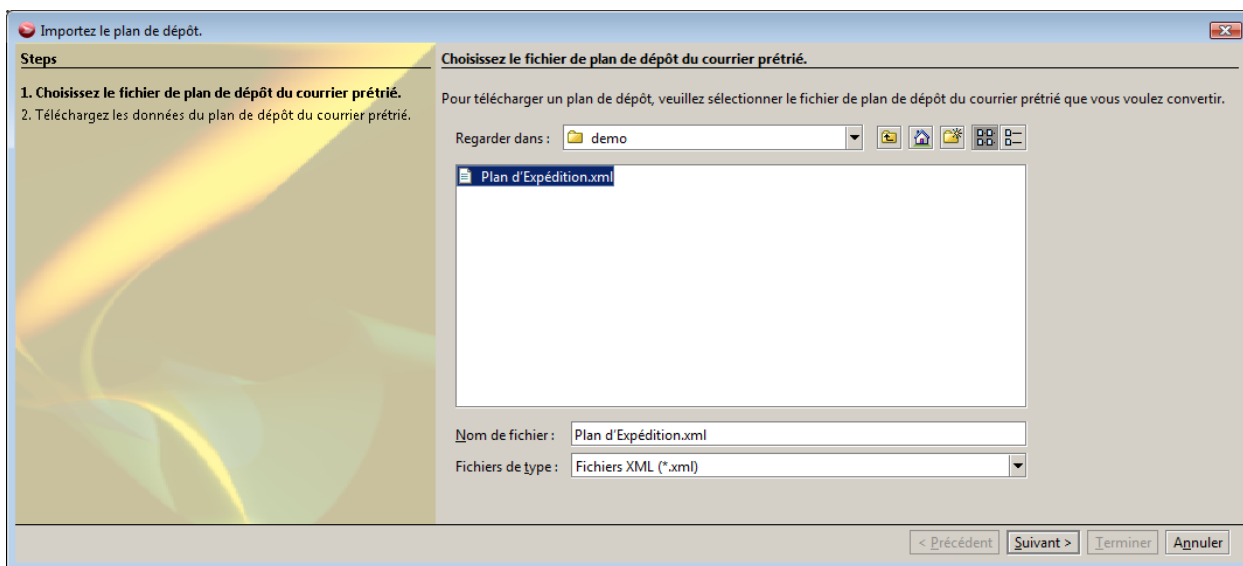 Importez le plan de dépôt.
Steps
1. Choisissez le fichier de plan de dépôt du courrier prétrié.
2. Téléchargez les données du plan de dépôt du courrier prétrié.
Choisissez le fichier de plan de dépôt du courrier prétrié.
Pour télécharger un plan de dépôt, veuillez sélectionner le fichier de plan de dépôt du courrier prétrié que vous voulez convertir.
Regarder dans : demo
Plan d’Expédition.xml
Nom de fichier : Plan d’Expédition.xml
Fichiers de type : Fichiers XML (*.xml)
< Précédent Suivant > Terminer Annuler